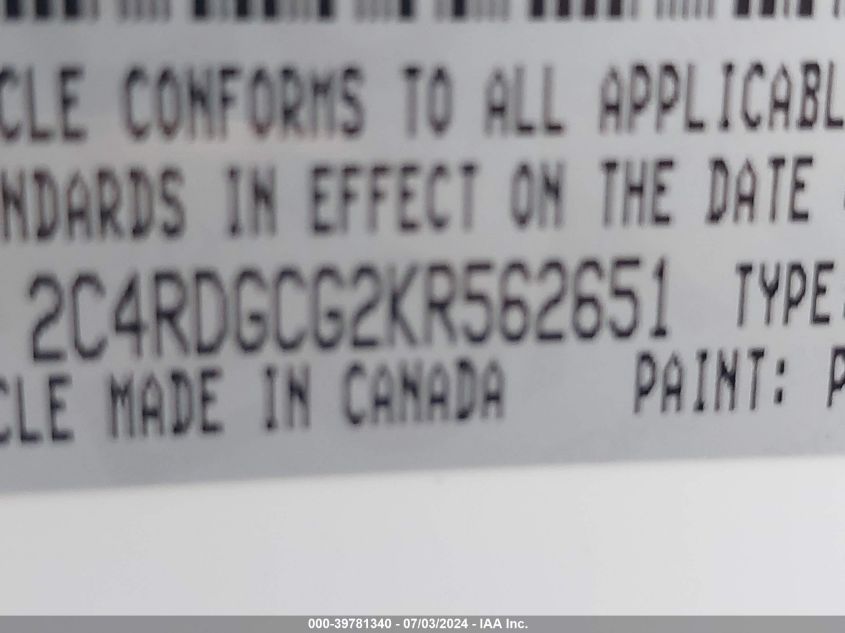 CLE CONFORMS TO ALL APPLICABL
NDARDS IN EFFECT ON THE DATE
2C4RDGCG2KR562651 TYPE:
CLE MADE IN CANADA PAINT: P
000-39781340 - 07/03/2024 - IAA Inc.